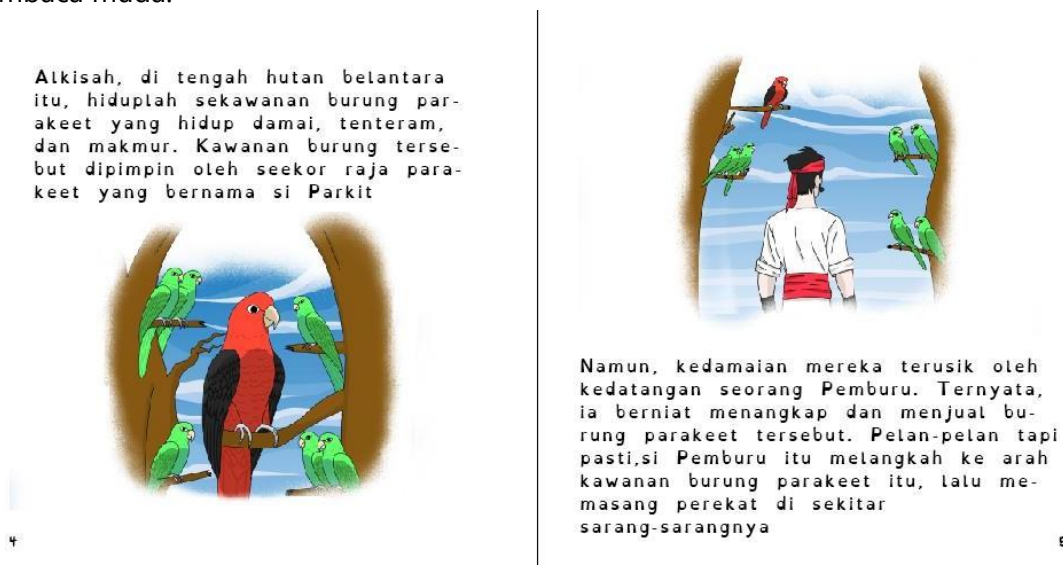 Alkisah, di tengah hutan belantara
itu, hiduplah sekawanan burung par-
akeet yang hidup damai, tenteram,
dan makmur. Kawanan burung terse-
but dipimpin oleh seekor raja para-
keet yang bernama si Parkit
4
Namun, kedamaian mereka terusik oleh
kedatangan seorang Pemburu. Ternyata,
ia berniat menangkap dan menjual bu-
rung parakeet tersebut. Pelan-pelan tapi
pasti,si Pemburu itu melangkah ke arah
kawanan burung parakeet itu, lalu me-
masang perekat di sekitar
sarang-sarangnya